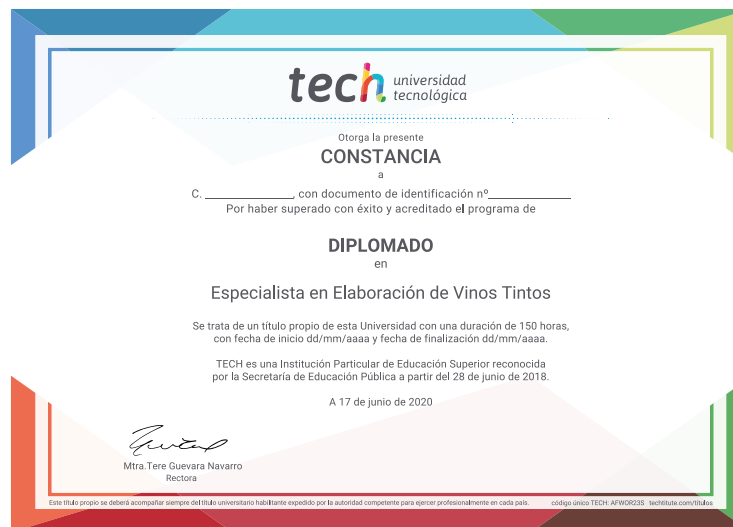 tech universidad
tecnológica
Otorga la presente
CONSTANCIA
a
C. ______________, con documento de identificación nº______________
Por haber superado con éxito y acreditado el programa de
DIPLOMADO
en
Especialista en Elaboración de Vinos Tintos
Se trata de un título propio de esta Universidad con una duración de 150 horas,
con fecha de inicio dd/mm/aaaa y fecha de finalización dd/mm/aaaa.
TECH es una Institución Particular de Educación Superior reconocida
por la Secretaría de Educación Pública a partir del 28 de junio de 2018.
A 17 de junio de 2020
Mtra.Tere Guevara Navarro
Rectora
Este título propio se deberá acompañar siempre del título universitario habilitante expedido por la autoridad competente para ejercer profesionalmente en cada país. código único TECH: AFWOR23S techtitute.com/títulos